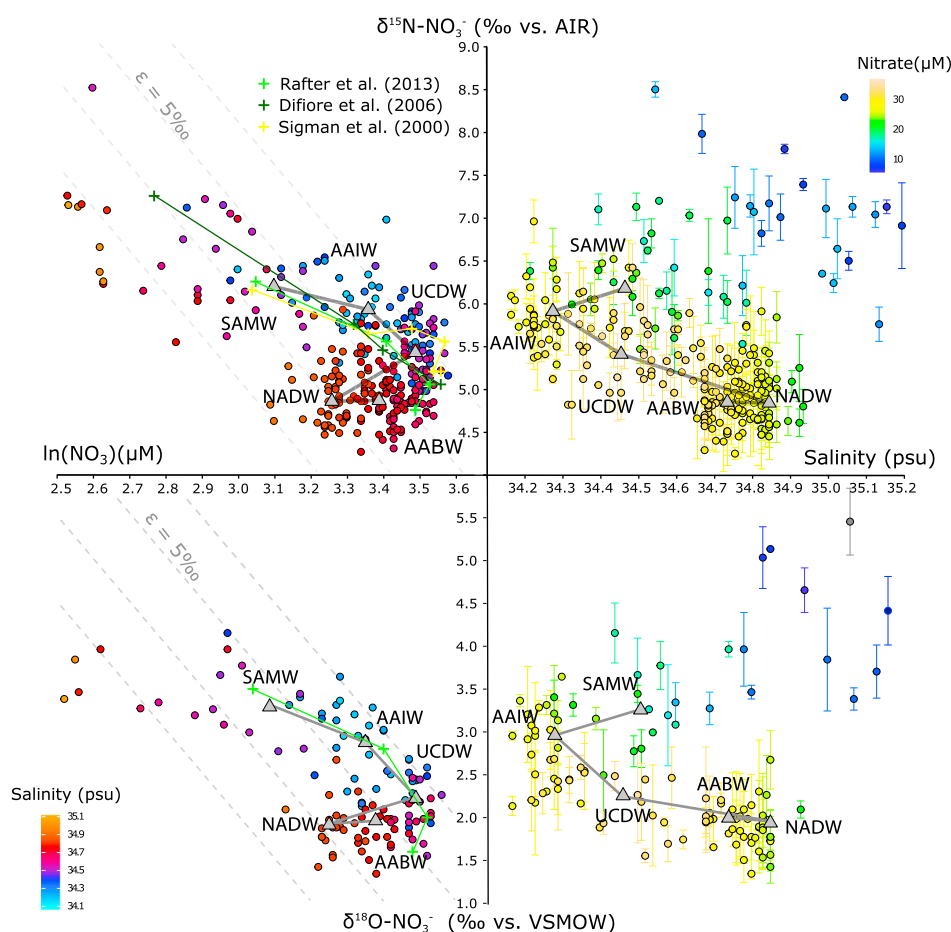 δ¹⁵N-NO₃⁻ (‰ vs. AIR)
9.0
8.5
8.0
7.5
7.0
6.5
6.0
5.5
5.0
4.5
ε = 5‰
+ Rafter et al. (2013)
+ Difiore et al. (2006)
+ Sigman et al. (2000)
Nitrate(µM)
30
20
10
AAIW
UCDW
SAMW
NADW
AABW
SAMW
AAIW
UCDW
AABW
NADW
ln(NO₃)(µM)
Salinity (psu)
2.5 2.6 2.7 2.8 2.9 3.0 3.1 3.2 3.3 3.4 3.5 3.6
34.2 34.3 34.4 34.5 34.6 34.7 34.8 34.9 35.0 35.1 35.2
ε = 5‰
5.5
5.0
4.5
4.0
3.5
3.0
2.5
2.0
1.5
1.0
SAMW
AAIW
UCDW
NADW
AABW
SAMW
AAIW
UCDW
AABW
NADW
Salinity (psu)
35.1
34.9
34.7
34.5
34.3
34.1
δ¹⁸O-NO₃⁻ (‰ vs. VSMOW)